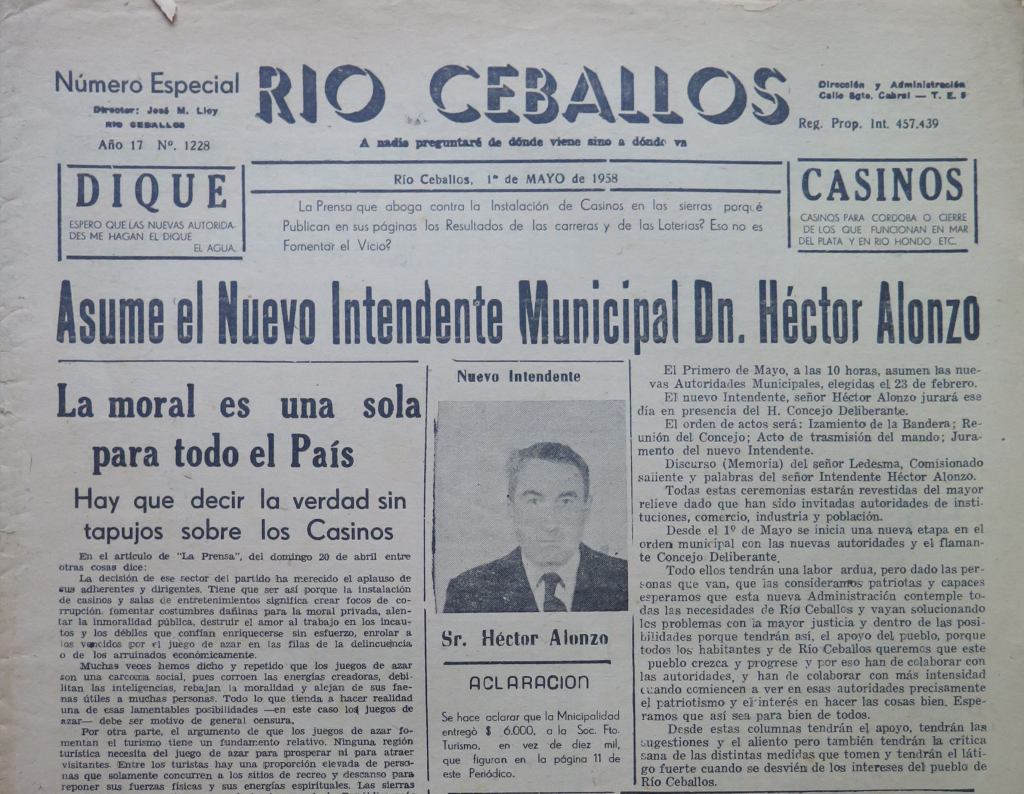 Número Especial
Director: José M. Lloy
RIO CEBALLOS
Año 17 Nº. 1228
RIO CEBALLOS
A nadie preguntaré de dónde viene sino a dónde va
Dirección y Administración
Calle Sgto. Cabral — T. E. 5
Reg. Prop. Int. 457.439
DIQUE
ESPERO QUE LAS NUEVAS AUTORIDA-
DES ME HAGAN EL DIQUE
EL AGUA.
Río Ceballos, 1º de MAYO de 1958
La Prensa que aboga contra la Instalación de Casinos en las sierras porqué
Publican en sus páginas los Resultados de las carreras y de las Loterias? Eso no es
Fomentar el Vicio?
CASINOS
CASINOS PARA CORDOBA O CIERRE
DE LOS QUE FUNCIONAN EN MAR
DEL PLATA Y EN RIO HONDO ETC.
Asume el Nuevo Intendente Municipal Dn. Héctor Alonzo
La moral es una sola
para todo el País
Hay que decir la verdad sin
tapujos sobre los Casinos
En el artículo de "La Prensa", del domingo 20 de abril entre
otras cosas dice:
La decisión de ese sector del partido ha merecido el aplauso de
sus adherentes y dirigentes. Tiene que ser así porque la instalación
de casinos y salas de entretenimientos significa crear focos de co-
rrupción, fomentar costumbres dañinas para la moral privada, alen-
tar la inmoralidad pública, destruir el amor al trabajo en los incau-
tos y los débiles que confían enriquecerse sin esfuerzo, enrolar a
los vencidos por el juego de azar en las filas de la delincuencia
o de los arruinados económicamente.
Muchas veces hemos dicho y repetido que los juegos de azar
son una carcoma social, pues corroen las energías creadoras, debi-
litan las inteligencias, rebajan la moralidad y alejan de sus fae-
nas útiles a muchas personas. Todo lo que tienda a hacer realidad
una de esas lamentables posibilidades —en este caso los juegos de
azar— debe ser motivo de general censura.
Por otra parte, el argumento de que los juegos de azar fo-
mentan el turismo tiene un fundamento relativo. Ninguna región
turística necesita del juego de azar para prosperar ni para atraer
visitantes. Entre los turistas hay una proporción elevada de perso-
nas que solamente concurren a los sitios de recreo y descanso para
reponer sus fuerzas físicas y sus energías espirituales. Las sierras
Nuevo Intendente
Sr. Héctor Alonzo
ACLARACION
Se hace aclarar que la Mnicipalidad
entregò $ 6.000, a la Soc. Fto.
Turismo, en vez de diez mil,
que figuran en la página 11 de
este Periódico.
El Primero de Mayo, a las 10 horas, asumen las nue-
vas Autoridades Municipales, elegidas el 23 de febrero.
El nuevo Intendente, señor Héctor Alonzo jurará ese
día en presencia del H. Concejo Deliberante.
El orden de actos será: Izamiento de la Bandera; Re-
unión del Concejo; Acto de trasmisión del mando; Jura-
mento del nuevo Intendente.
Discurso (Memoria) del señor Ledesma, Comisionado
saliente y palabras del señor Intendente Héctor Alonzo.
Todas estas ceremonias estarán revestidas del mayor
relieve dado que han sido invitadas autoridades de insti-
tuciones, comercio, industria y población.
Desde el 1º de Mayo se inicia una nueva etapa en el
orden municipal con las nuevas autoridades y el flaman-
te Concejo Deliberante.
Todo ellos tendrán una labor ardua, pero dado las per-
sonas que van, que las consideramos patriotas y capaces
esperamos que esta nueva Administración contemple to-
das las necesidades de Río Ceballos y vayan solucionando
los problemas con la mayor justicia y dentro de las posi-
bilidades porque tendrán así, el apoyo del pueblo, porque
todos los habitantes y de Río Ceballos queremos que este
pueblo crezca y progrese y por eso han de colaborar con
las autoridades, y han de colaborar con más intensidad
cuando comiencen a ver en esas autoridades precisamente
el patriotismo y el interés en hacer las cosas bien. Espe-
ramos que así sea para bien de todos.
Desde estas columnas tendrán el apoyo, tendrán las
sugestiones y el aliento pero también tendrán la crítica
sana de las distintas medidas que tomen y tendrán el láti-
go fuerte cuando se desvíen de los intereses del pueblo de
Río Ceballos.